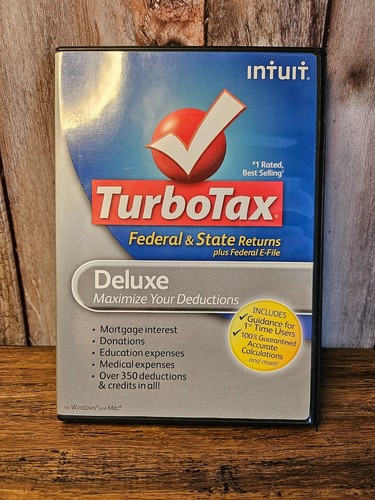 intuit.
#1 Rated,
Best Selling†
TurboTax®
Federal & State Returns
plus Federal E-File
Deluxe
Maximize Your Deductions
• Mortgage interest
• Donations
• Education expenses
• Medical expenses
• Over 350 deductions
& credits in all!
INCLUDES
✓ Guidance for
1st Time Users
✓ 100% Guaranteed
Accurate
Calculations
...and more!
For Windows® and Mac®